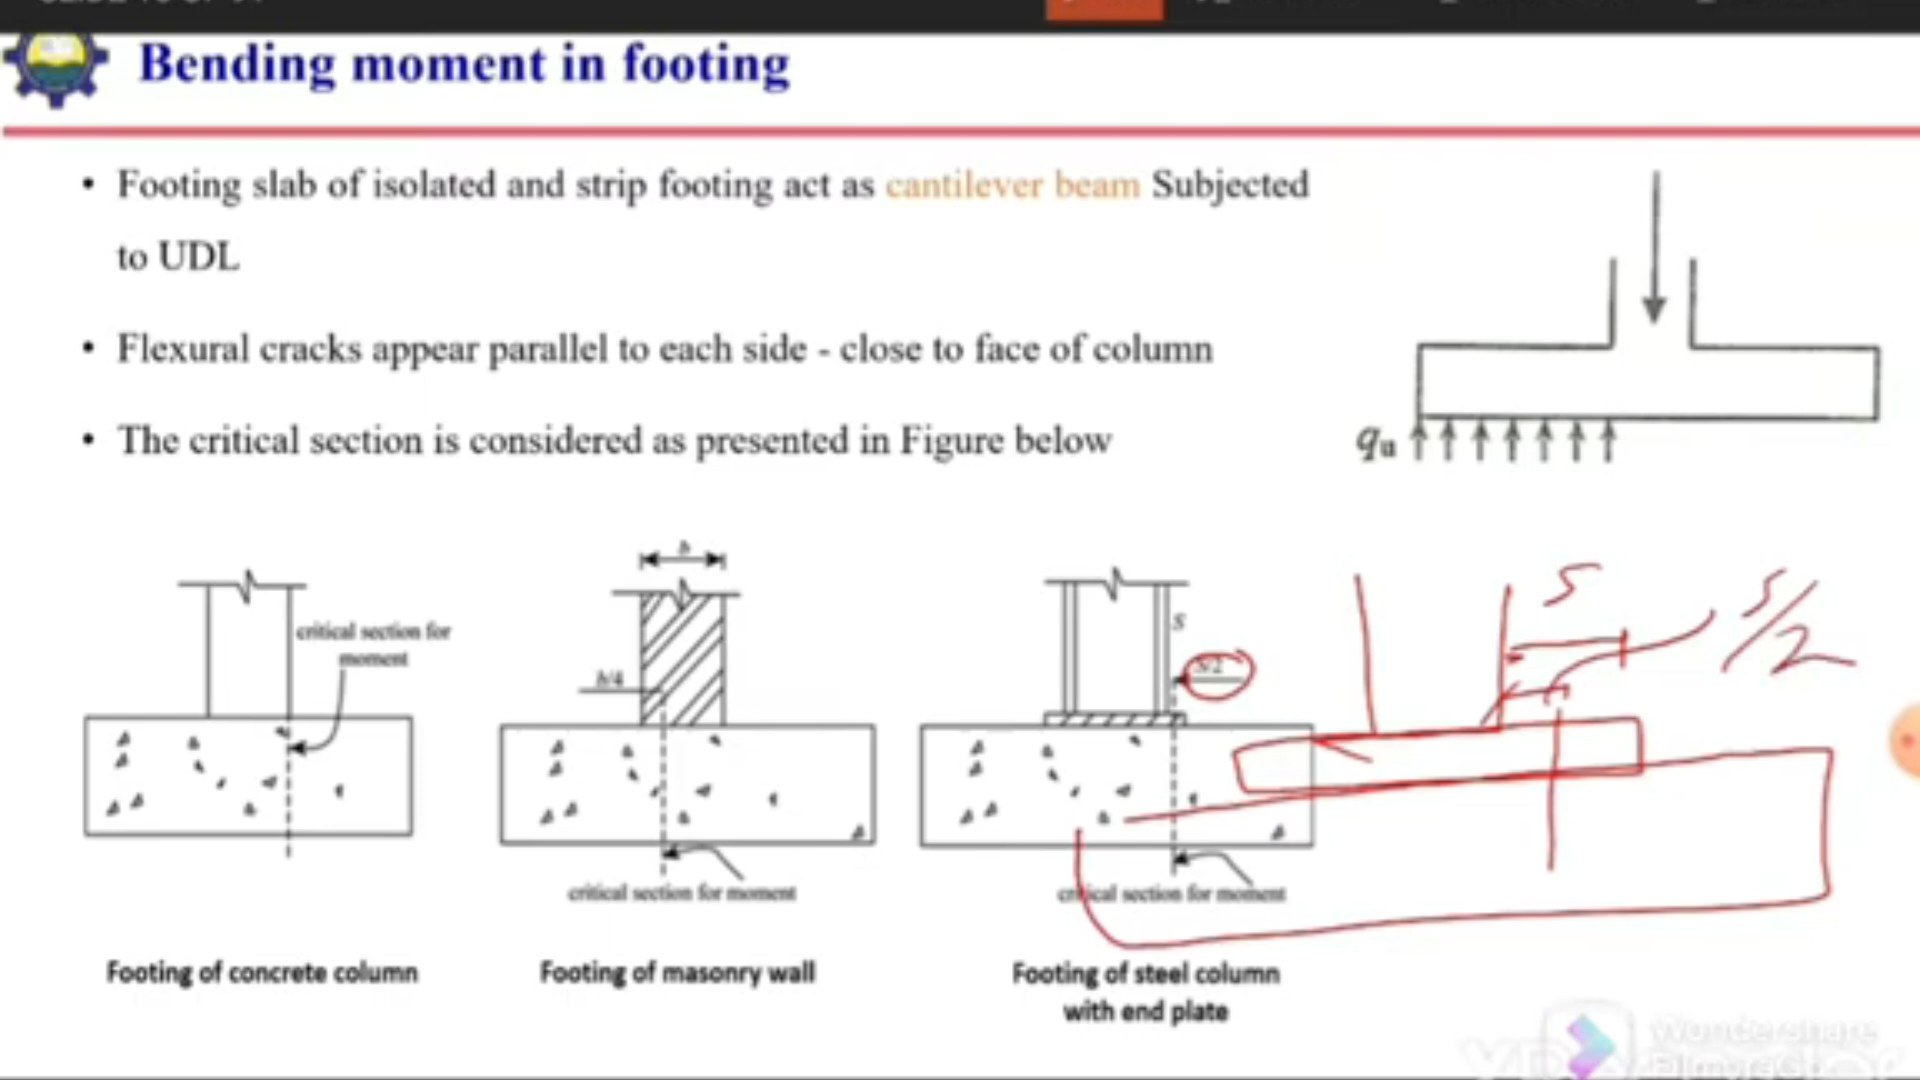 Bending moment in footing
• Footing slab of isolated and strip footing act as cantilever beam Subjected
to UDL
• Flexural cracks appear parallel to each side - close to face of column
• The critical section is considered as presented in Figure below
qu
b
critical section for
moment
b/4
critical section for moment
S
S/2
critical section for moment
S
S/2
Footing of concrete column
Footing of masonry wall
Footing of steel column
with end plate
Wondershare